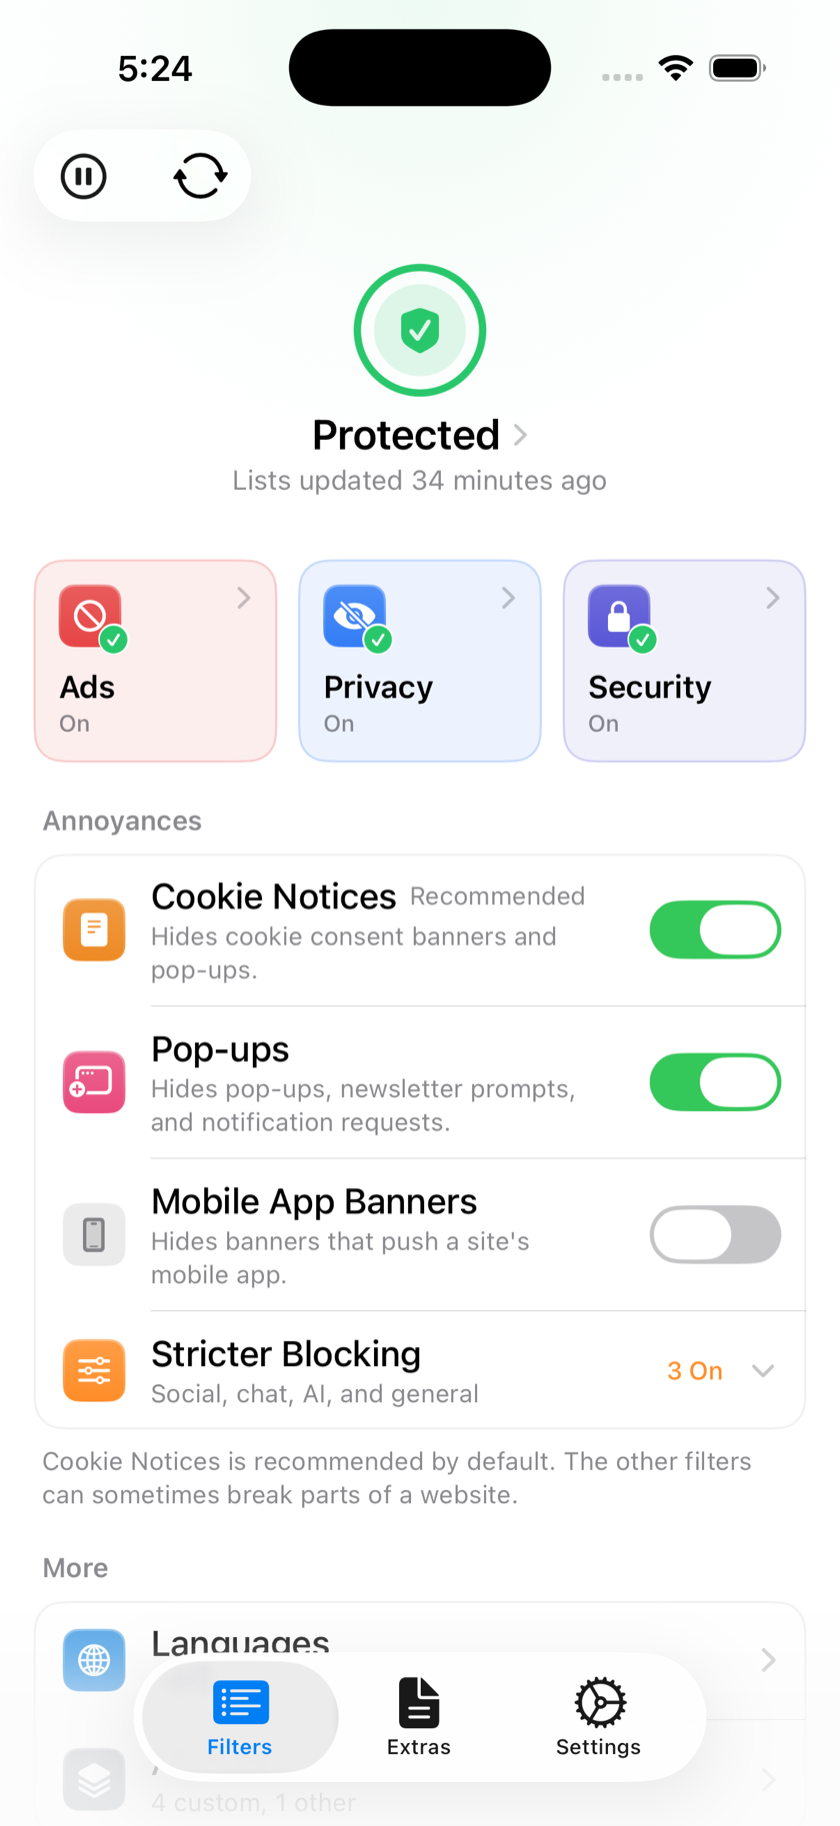 5:24
Protected
Lists updated 34 minutes ago
Ads
On
Privacy
On
Security
On
Annoyances
Cookie Notices Recommended
Hides cookie consent banners and
pop-ups.
Pop-ups
Hides pop-ups, newsletter prompts,
and notification requests.
Mobile App Banners
Hides banners that push a site's
mobile app.
Stricter Blocking
3 On
Social, chat, AI, and general
Cookie Notices is recommended by default. The other filters
can sometimes break parts of a website.
More
Languages
4 custom, 1 other
Filters
Extras
Settings